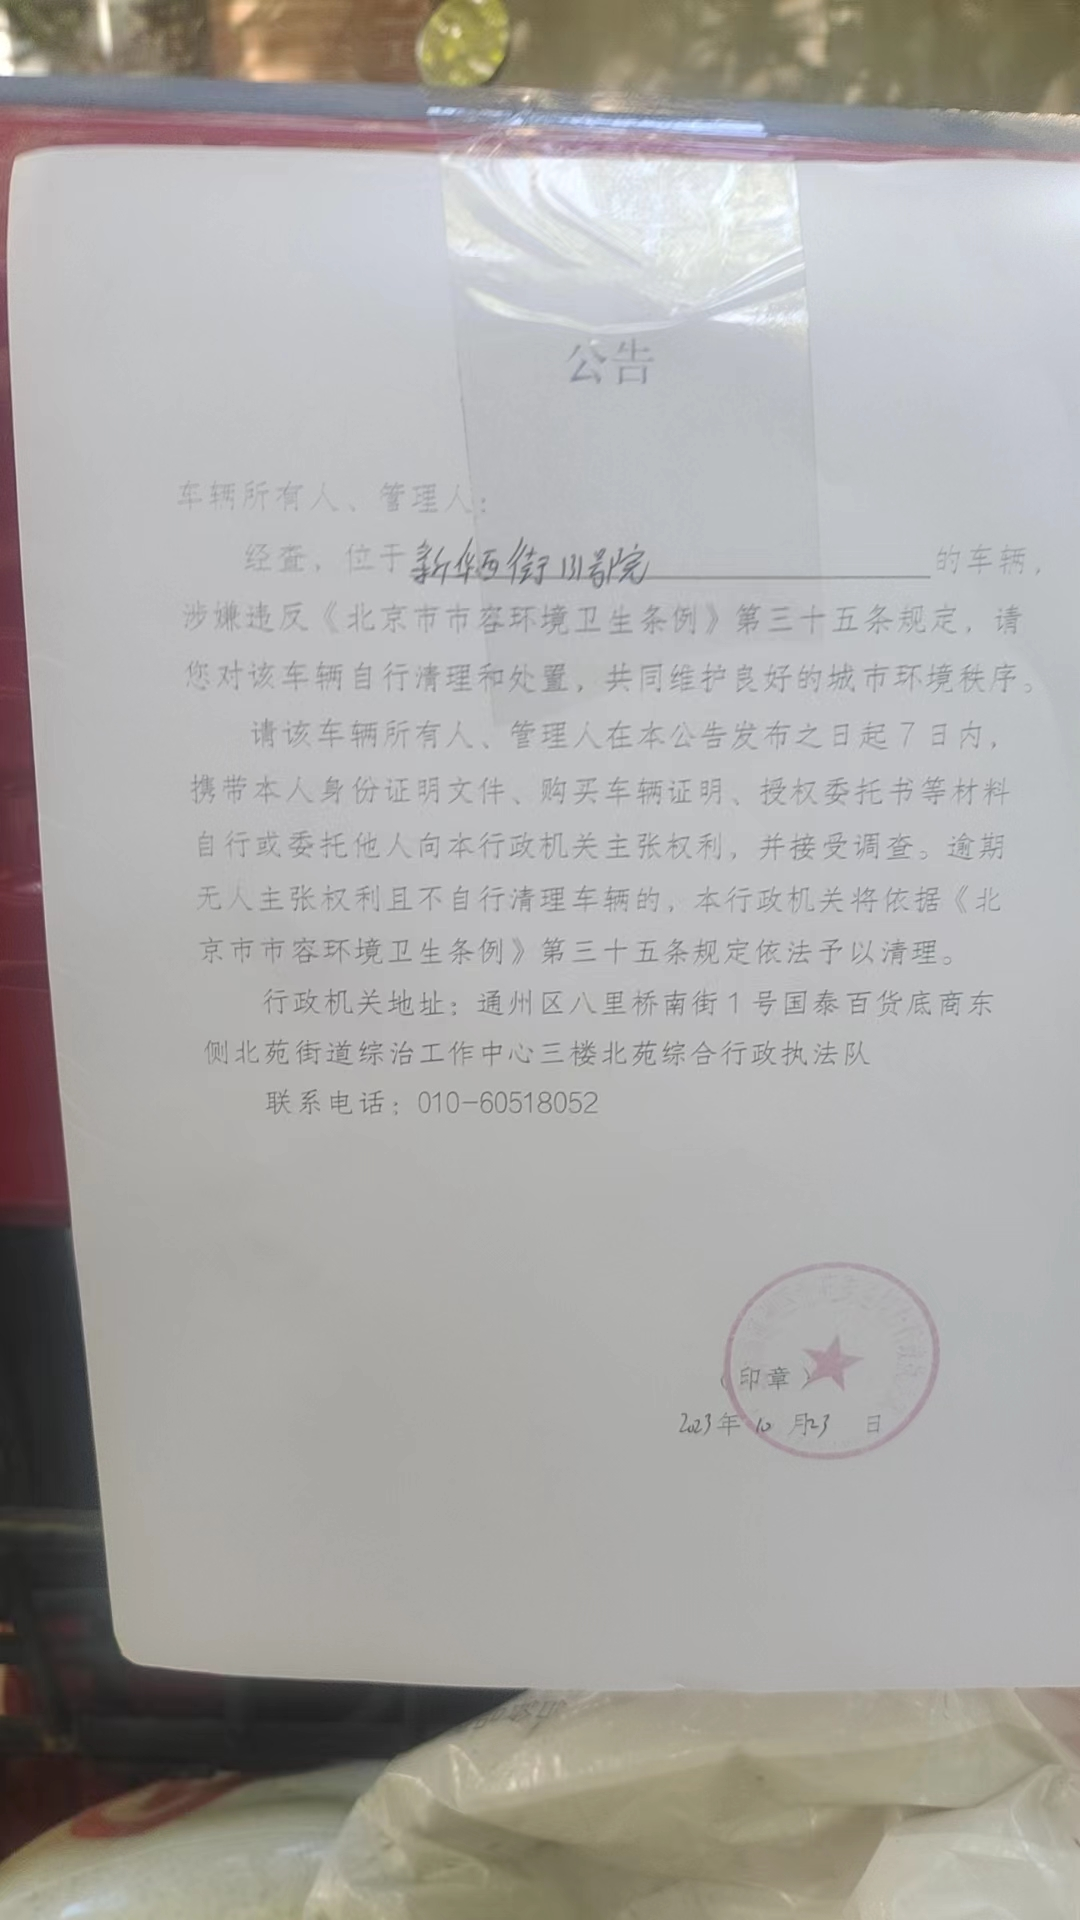 公告
车辆所有人、管理人：
经查，位于新华西街131号院的车辆，
涉嫌违反《北京市市容环境卫生条例》第三十五条规定，请
您对该车辆自行清理和处置，共同维护良好的城市环境秩序。
请该车辆所有人、管理人在本公告发布之日起7日内，
携带本人身份证明文件、购买车辆证明、授权委托书等材料
自行或委托他人向本行政机关主张权利，并接受调查。逾期
无人主张权利且不自行清理车辆的，本行政机关将依据《北
京市市容环境卫生条例》第三十五条规定依法予以清理。
行政机关地址：通州区八里桥南街1号国泰百货底商东
侧北苑街道综治工作中心三楼北苑综合行政执法队
联系电话：010-60518052
（印章）
2023年10月23日